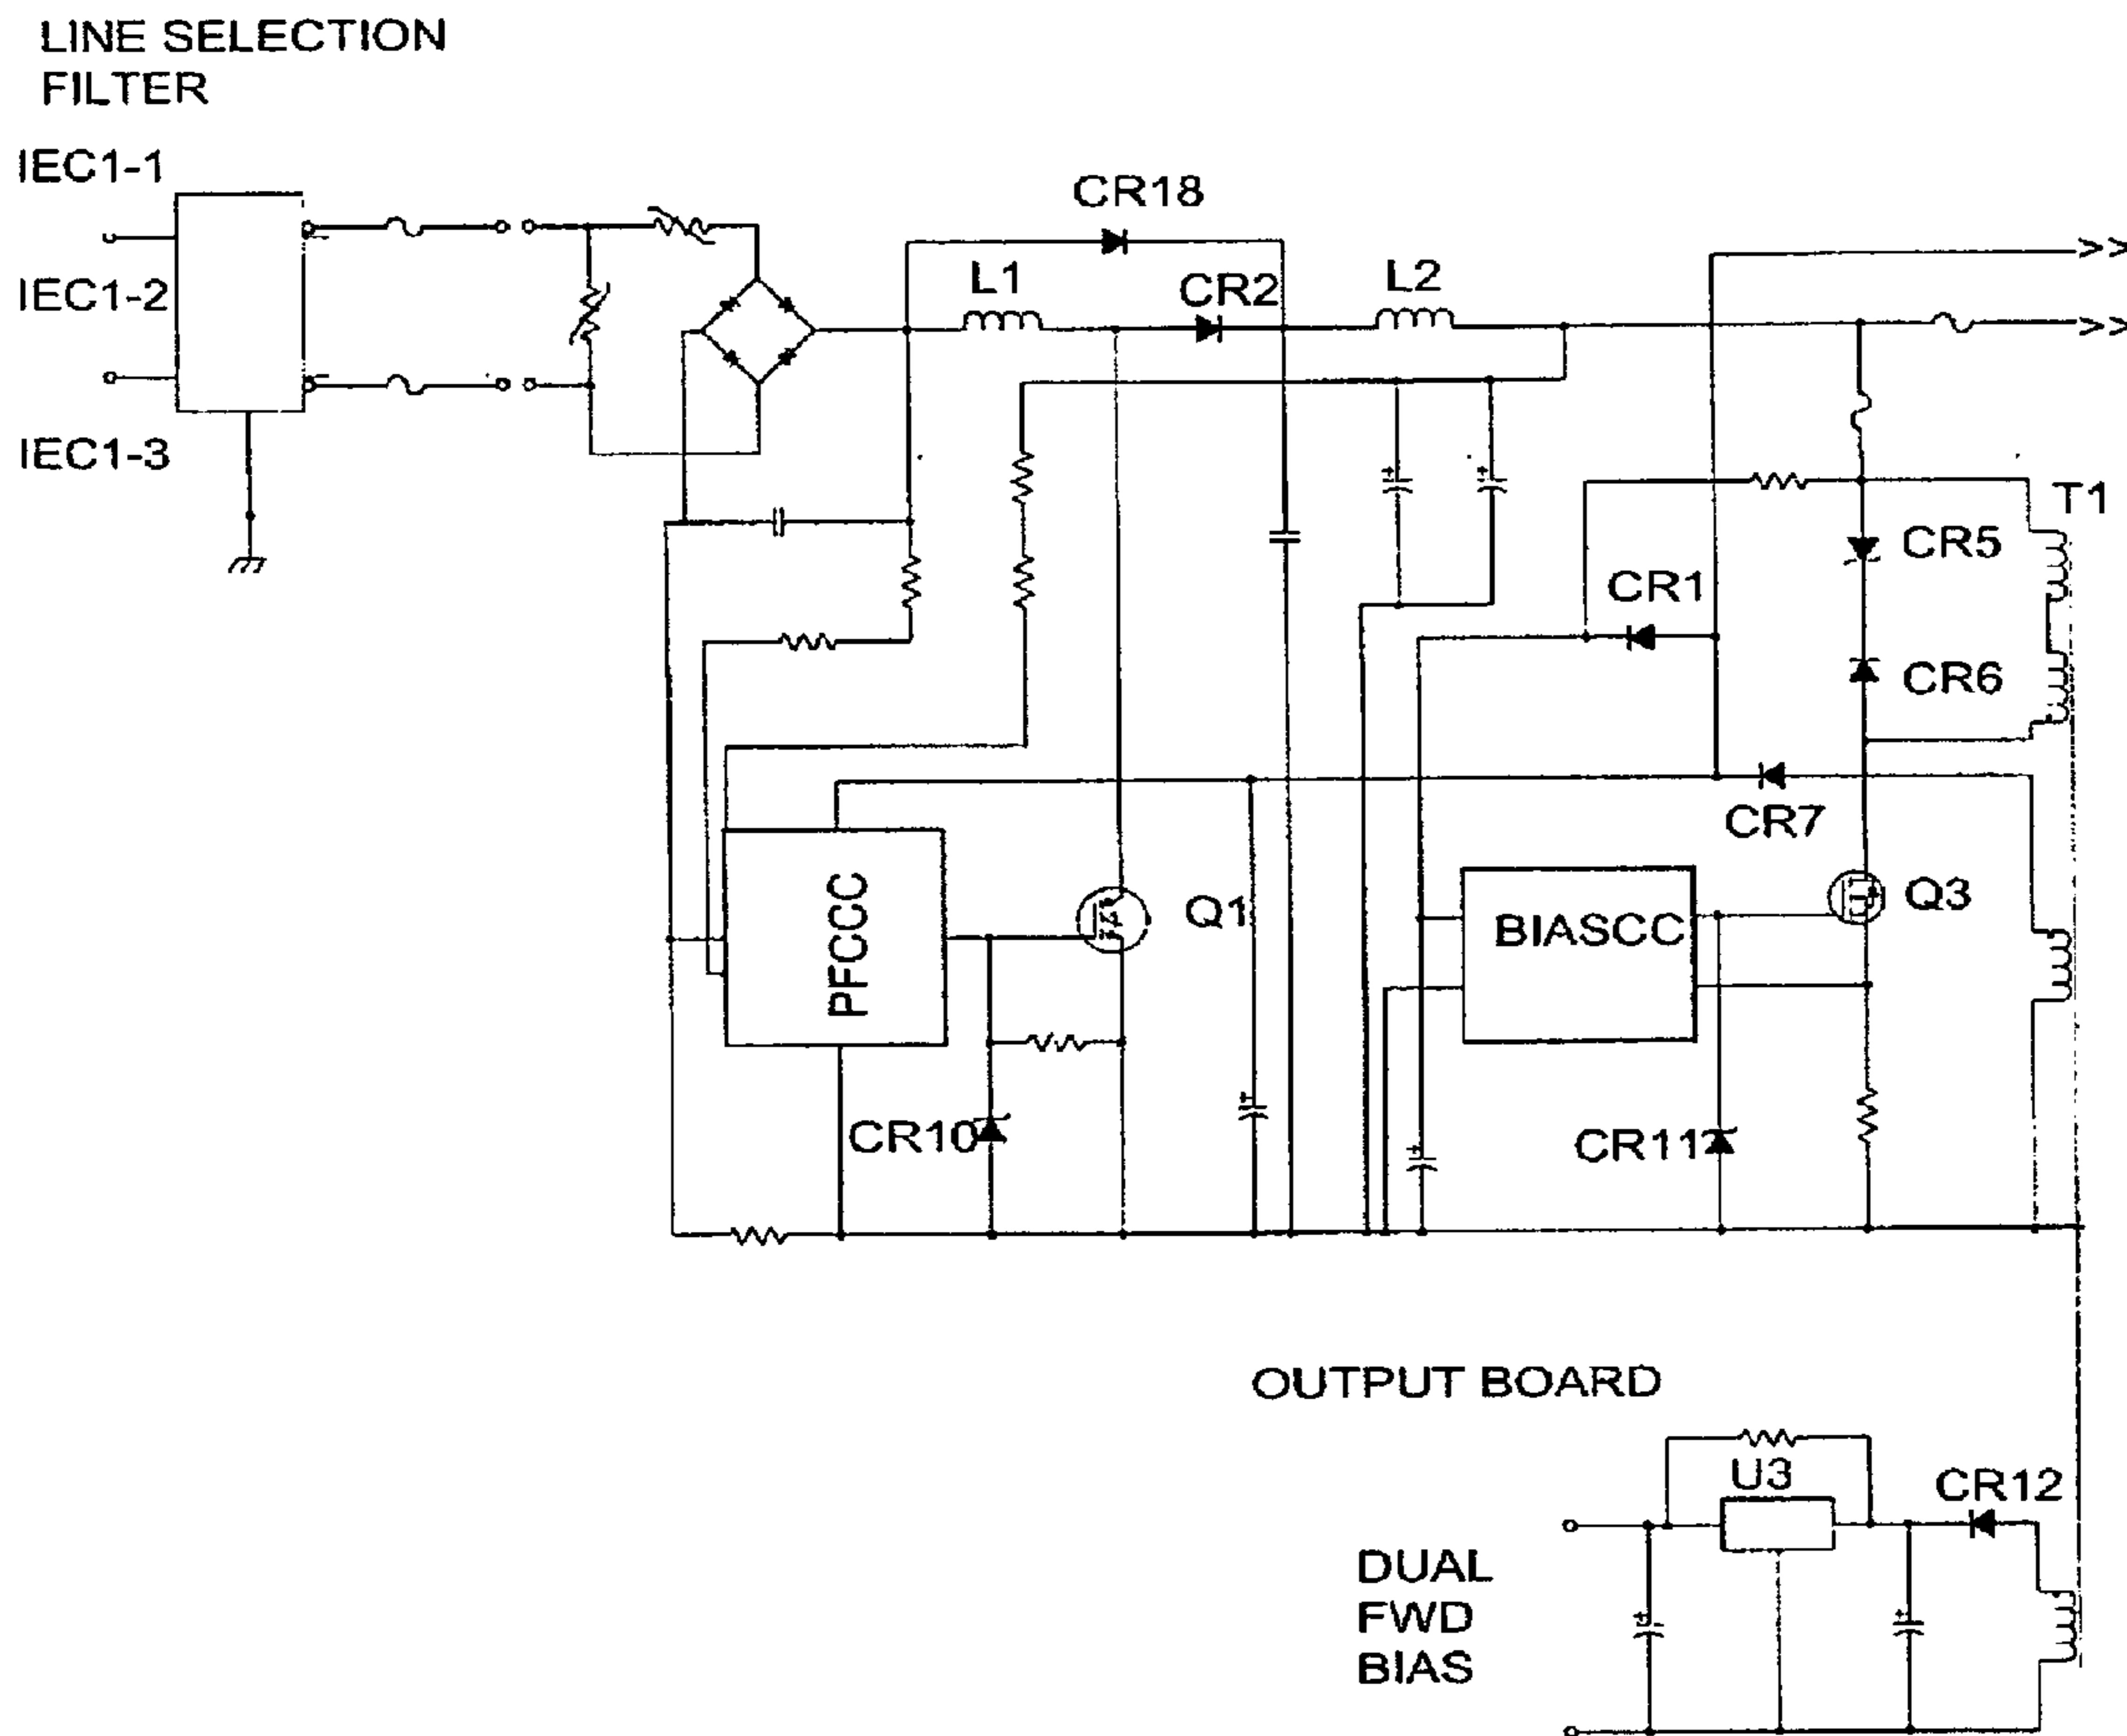 LINE SELECTION
FILTER
IEC1-1
IEC1-2
IEC1-3
CR18
L1
CR2
L2
T1
CR5
CR1
CR6
CR7
PFCCC
Q1
BIASCC
Q3
CR10
CR11
OUTPUT BOARD
U3
CR12
DUAL
FWD
BIAS